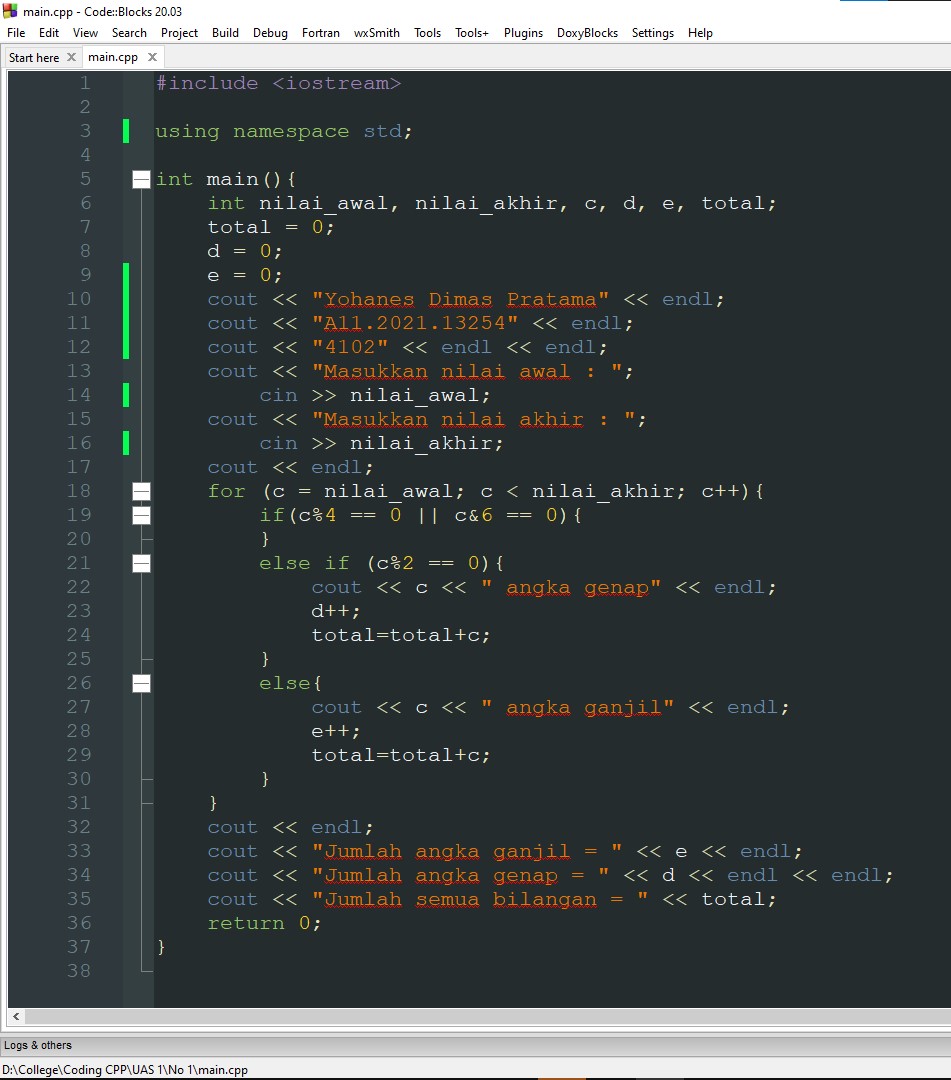 main.cpp - Code::Blocks 20.03
File Edit View Search Project Build Debug Fortran wxSmith Tools Tools+ Plugins DoxyBlocks Settings Help
Start here main.cpp
1 #include <iostream>
2
3 using namespace std;
4
5 int main(){
6 int nilai_awal, nilai_akhir, c, d, e, total;
7 total = 0;
8 d = 0;
9 e = 0;
10 cout << "Yohanes Dimas Pratama" << endl;
11 cout << "A11.2021.13254" << endl;
12 cout << "4102" << endl << endl;
13 cout << "Masukkan nilai awal : ";
14 cin >> nilai_awal;
15 cout << "Masukkan nilai akhir : ";
16 cin >> nilai_akhir;
17 cout << endl;
18 for (c = nilai_awal; c < nilai_akhir; c++){
19 if(c%4 == 0 || c&6 == 0){
20 }
21 else if (c%2 == 0){
22 cout << c << " angka genap" << endl;
23 d++;
24 total=total+c;
25 }
26 else{
27 cout << c << " angka ganjil" << endl;
28 e++;
29 total=total+c;
30 }
31 }
32 cout << endl;
33 cout << "Jumlah angka ganjil = " << e << endl;
34 cout << "Jumlah angka genap = " << d << endl << endl;
35 cout << "Jumlah semua bilangan = " << total;
36 return 0;
37 }
38
Logs & others
D:\College\Coding CPP\UAS 1\No 1\main.cpp